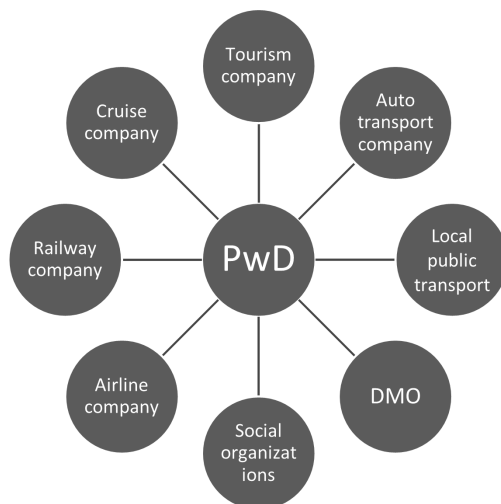 Tourism
company
Auto
transport
company
Local
public
transport
DMO
Social
organizat
ions
Airline
company
Railway
company
Cruise
company
PwD